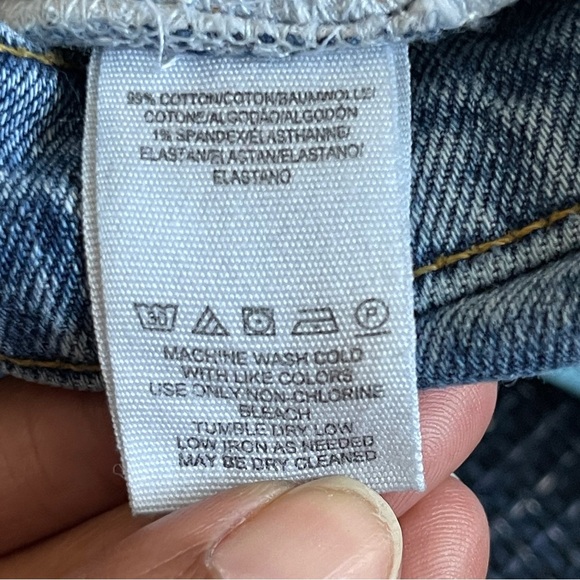 99% COTTON/COTON/BAUMWOLLE/
COTONE/ALGODÃO/ALGODÓN
1% SPANDEX/ÉLASTHANNE/
ELASTAN/ELASTAN/ELASTANO/
ELASTANO
30 P
MACHINE WASH COLD
WITH LIKE COLORS
USE ONLY NON-CHLORINE
BLEACH
TUMBLE DRY LOW
LOW IRON AS NEEDED
MAY BE DRY CLEANED